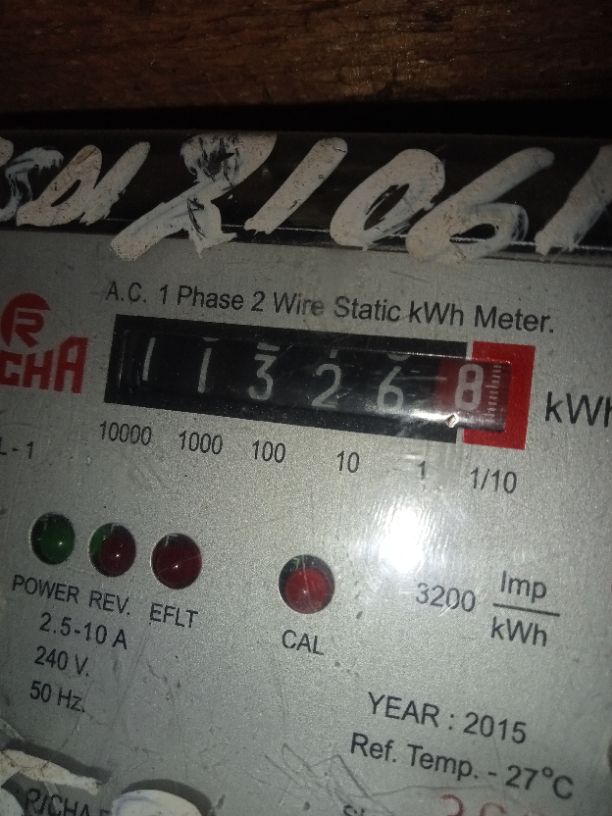 A.C. 1 Phase 2 Wire Static kWh Meter.
R
CHA
1 1 3 2 6 8
kWh
L - 1
10000 1000 100 10 1 1/10
POWER REV. EFLT
CAL
3200 Imp
kWh
2.5-10 A
240 V.
50 Hz.
YEAR : 2015
Ref. Temp. - 27°C